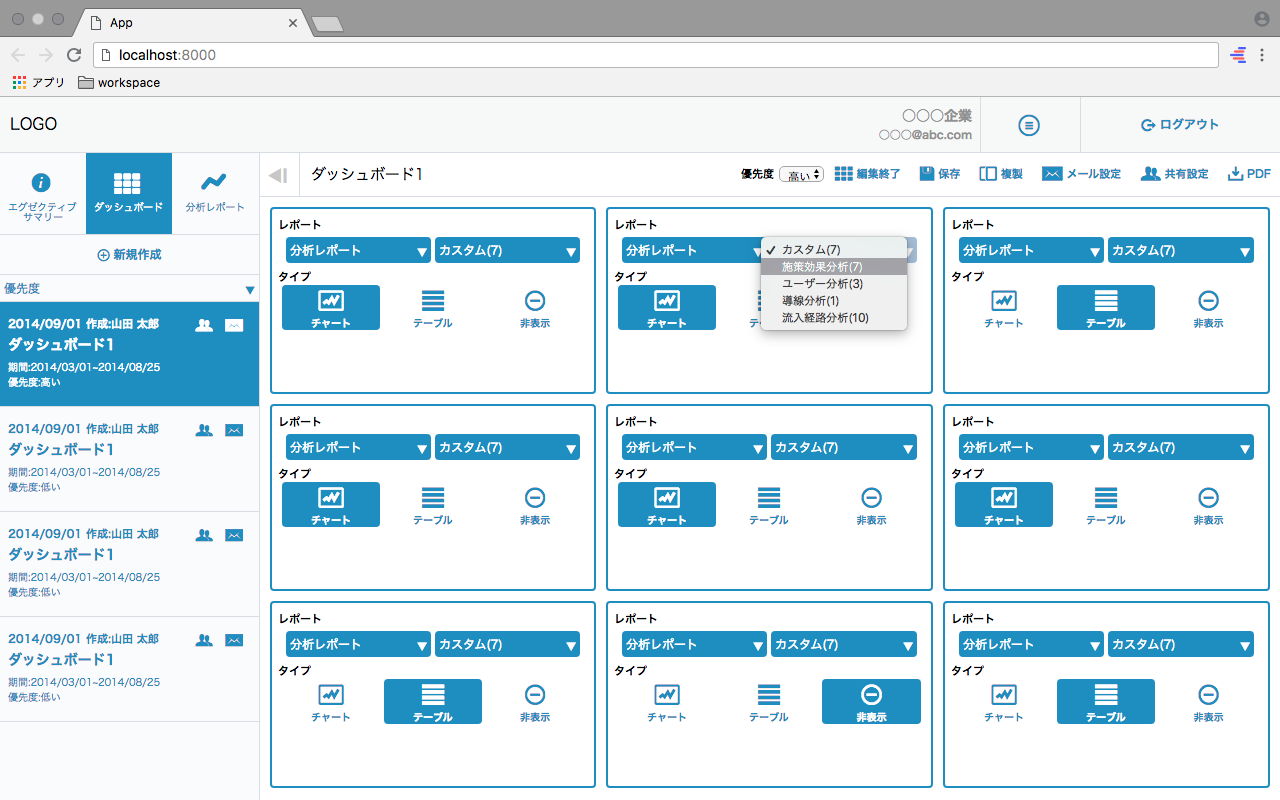 App
localhost:8000
アプリ
workspace
LOGO
〇〇〇企業
〇〇〇@abc.com
ログアウト
エグゼクティブ
サマリー
ダッシュボード
分析レポート
ダッシュボード1
優先度
高い
編集終了
保存
複製
メール設定
共有設定
PDF
新規作成
優先度
2014/09/01 作成:山田 太郎
ダッシュボード1
期間:2014/03/01~2014/08/25
優先度:高い
2014/09/01 作成:山田 太郎
ダッシュボード1
期間:2014/03/01~2014/08/25
優先度:低い
2014/09/01 作成:山田 太郎
ダッシュボード1
期間:2014/03/01~2014/08/25
優先度:低い
2014/09/01 作成:山田 太郎
ダッシュボード1
期間:2014/03/01~2014/08/25
優先度:低い
レポート
分析レポート カスタム(7)
タイプ
チャート テーブル 非表示
レポート
分析レポート
カスタム(7)
施策効果分析(7)
ユーザー分析(3)
導線分析(1)
流入経路分析(10)
タイプ
チャート
レポート
分析レポート カスタム(7)
タイプ
チャート テーブル 非表示
レポート
分析レポート カスタム(7)
タイプ
チャート テーブル 非表示
レポート
分析レポート カスタム(7)
タイプ
チャート テーブル 非表示
レポート
分析レポート カスタム(7)
タイプ
チャート テーブル 非表示
レポート
分析レポート カスタム(7)
タイプ
チャート テーブル 非表示
レポート
分析レポート カスタム(7)
タイプ
チャート テーブル 非表示
レポート
分析レポート カスタム(7)
タイプ
チャート テーブル 非表示